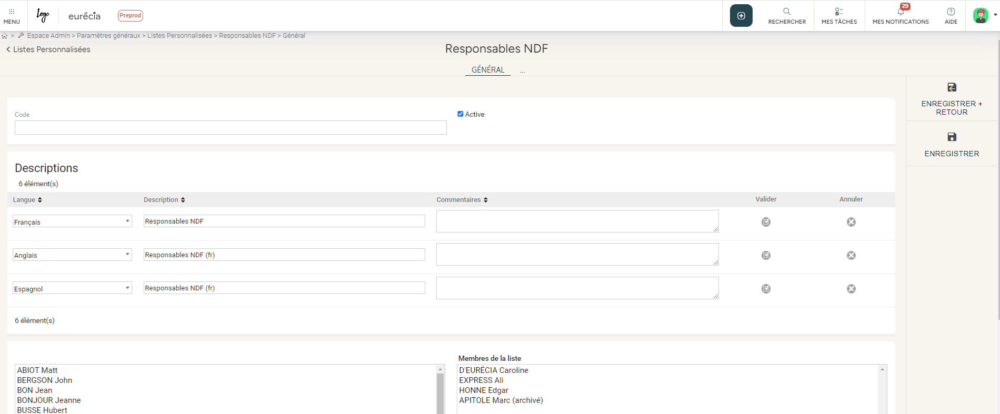 MENU
Logo
eurécia
Preprod
RECHERCHER
MES TÂCHES
29
MES NOTIFICATIONS
AIDE
> Espace Admin > Paramètres généraux > Listes Personnalisées > Responsables NDF > Général
Listes Personnalisées
Responsables NDF
GÉNÉRAL
...
ENREGISTRER +
RETOUR
ENREGISTRER
Code
Active
Descriptions
6 élément(s)
Langue Description Commentaires Valider Annuler
Français Responsables NDF
Anglais Responsables NDF (fr)
Espagnol Responsables NDF (fr)
6 élément(s)
ABIOT Matt
BERGSON John
BON Jean
BONJOUR Jeanne
BUSSE Hubert
Membres de la liste
D'EURÉCIA Caroline
EXPRESS Ali
HONNE Edgar
APITOLE Marc (archivé)